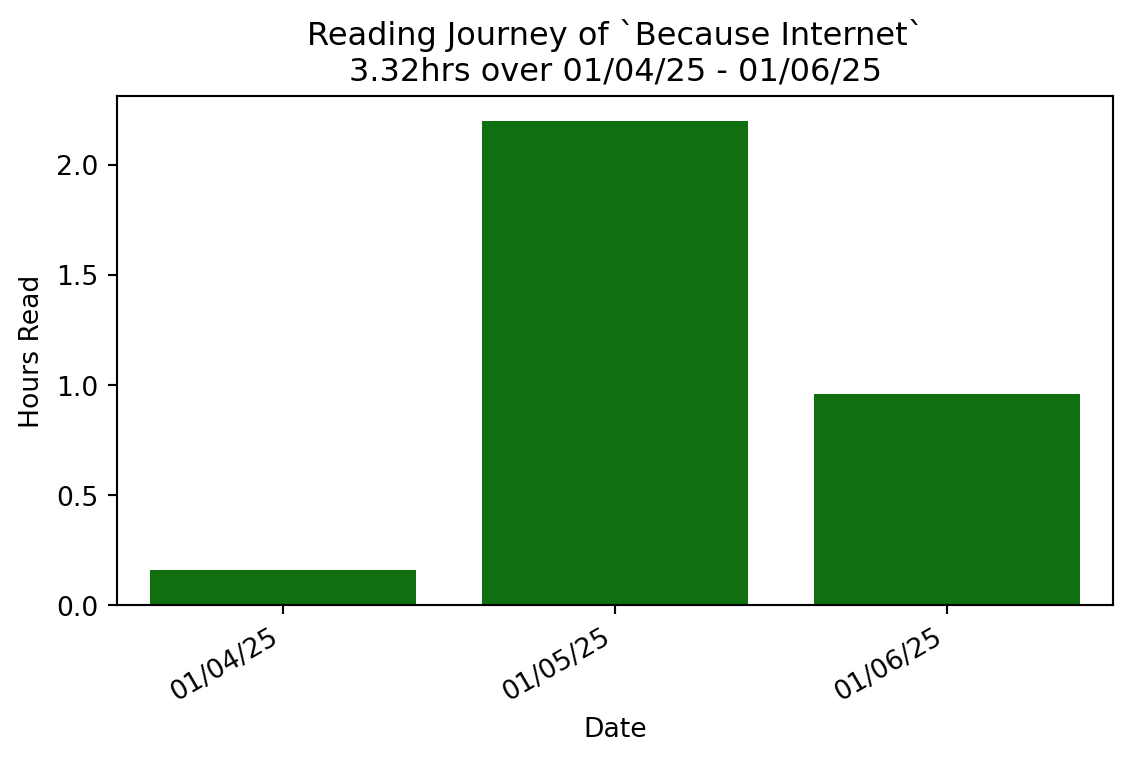 Reading Journey of `Because Internet`
3.32hrs over 01/04/25 - 01/06/25
Hours Read
2.0
1.5
1.0
0.5
0.0
01/04/25
01/05/25
01/06/25
Date